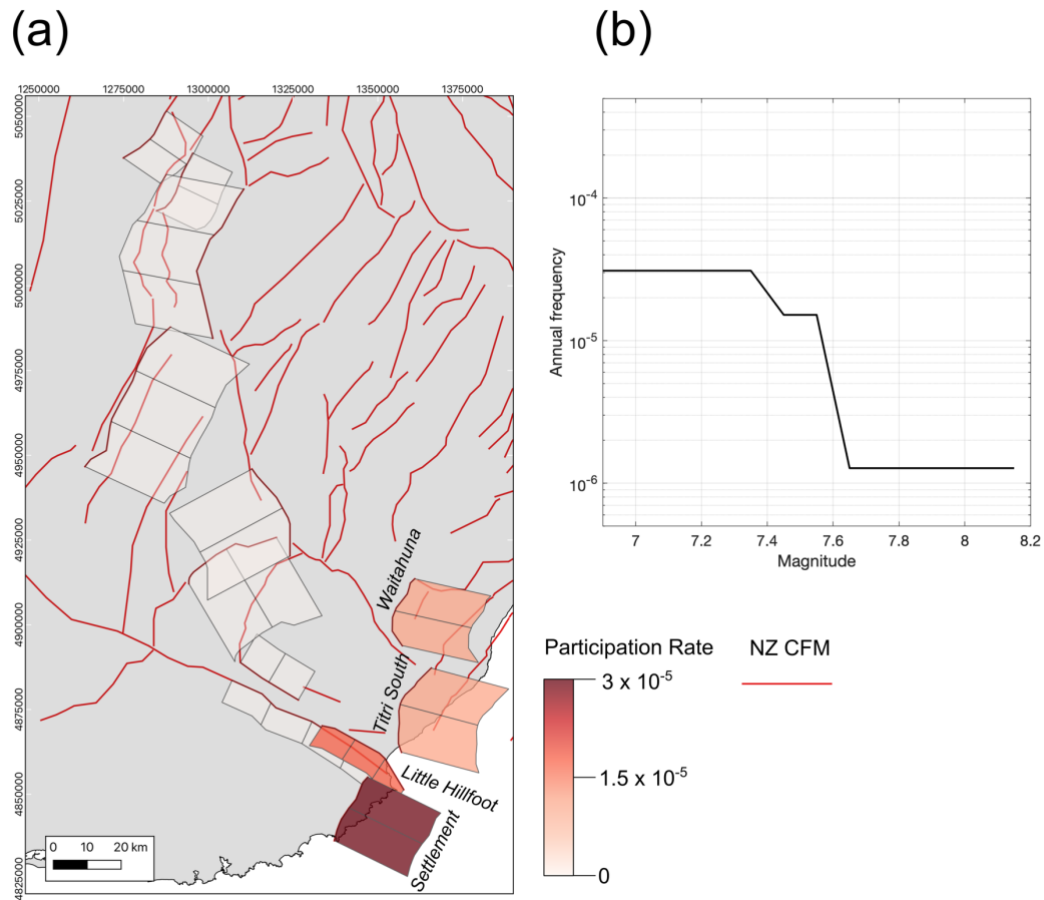 (a)
(b)
1250000 1275000 1300000 1325000 1350000 1375000
5050000
5025000
5000000
4975000
4950000
4925000
4900000
4875000
4850000
4825000
Waitahuna
Titri South
Little Hillfoot
Settlement
0 10 20 km
10⁻⁴
10⁻⁵
10⁻⁶
Annual frequency
7 7.2 7.4 7.6 7.8 8 8.2
Magnitude
Participation Rate
3 x 10⁻⁵
1.5 x 10⁻⁵
0
NZ CFM